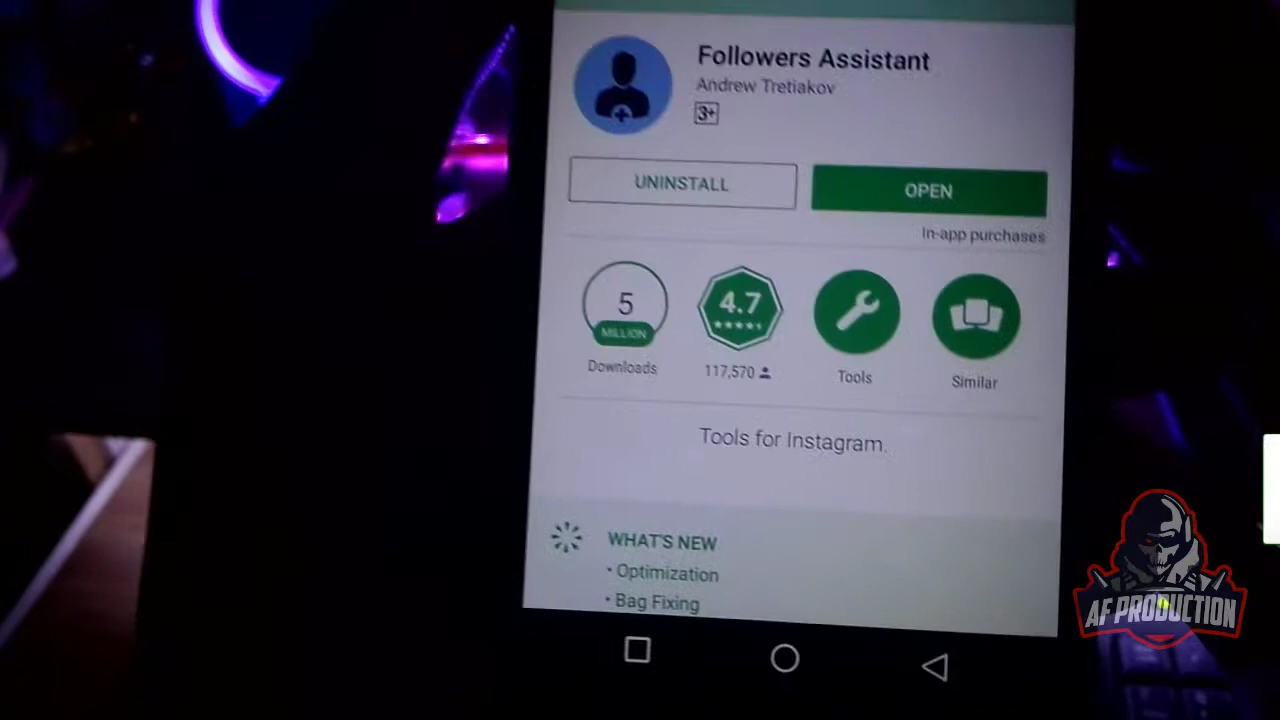 Followers Assistant
Andrew Tretiakov
3+
UNINSTALL
OPEN
In-app purchases
5
MILLION
4.7
Downloads
117,570
Tools
Similar
Tools for Instagram.
WHAT'S NEW
• Optimization
• Bag Fixing
AF PRODUCTION